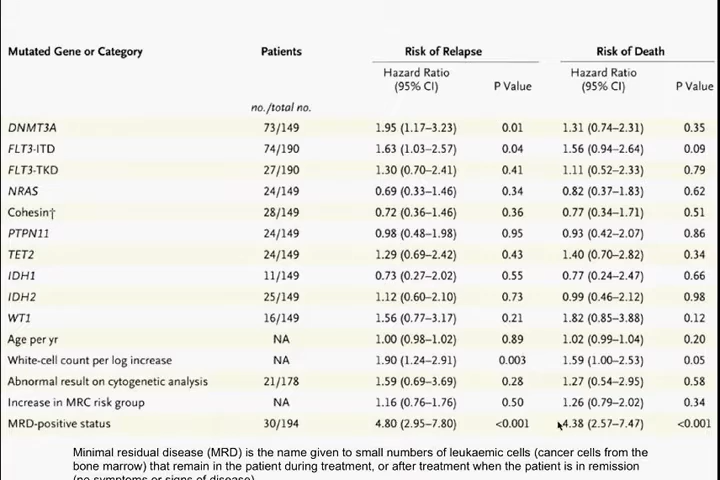 Mutated Gene or Category Patients Risk of Relapse Risk of Death
Hazard Ratio (95% CI) P Value Hazard Ratio (95% CI) P Value
no./total no.
DNMT3A 73/149 1.95 (1.17–3.23) 0.01 1.31 (0.74–2.31) 0.35
FLT3-ITD 74/190 1.63 (1.03–2.57) 0.04 1.56 (0.94–2.64) 0.09
FLT3-TKD 27/190 1.30 (0.70–2.41) 0.41 1.11 (0.52–2.33) 0.79
NRAS 24/149 0.69 (0.33–1.46) 0.34 0.82 (0.37–1.83) 0.62
Cohesin† 28/149 0.72 (0.36–1.46) 0.36 0.77 (0.34–1.71) 0.51
PTPN11 24/149 0.98 (0.48–1.98) 0.95 0.93 (0.42–2.07) 0.86
TET2 24/149 1.29 (0.69–2.42) 0.43 1.40 (0.70–2.82) 0.34
IDH1 11/149 0.73 (0.27–2.02) 0.55 0.77 (0.24–2.47) 0.66
IDH2 25/149 1.12 (0.60–2.10) 0.73 0.99 (0.46–2.12) 0.98
WT1 16/149 1.56 (0.77–3.17) 0.21 1.82 (0.85–3.88) 0.12
Age per yr NA 1.00 (0.98–1.02) 0.89 1.02 (0.99–1.04) 0.20
White-cell count per log increase NA 1.90 (1.24–2.91) 0.003 1.59 (1.00–2.53) 0.05
Abnormal result on cytogenetic analysis 21/178 1.59 (0.69–3.69) 0.28 1.27 (0.54–2.95) 0.58
Increase in MRC risk group NA 1.16 (0.76–1.76) 0.50 1.26 (0.79–2.02) 0.34
MRD-positive status 30/194 4.80 (2.95–7.80) <0.001 4.38 (2.57–7.47) <0.001
Minimal residual disease (MRD) is the name given to small numbers of leukaemic cells (cancer cells from the
bone marrow) that remain in the patient during treatment, or after treatment when the patient is in remission
(no symptoms or signs of disease)